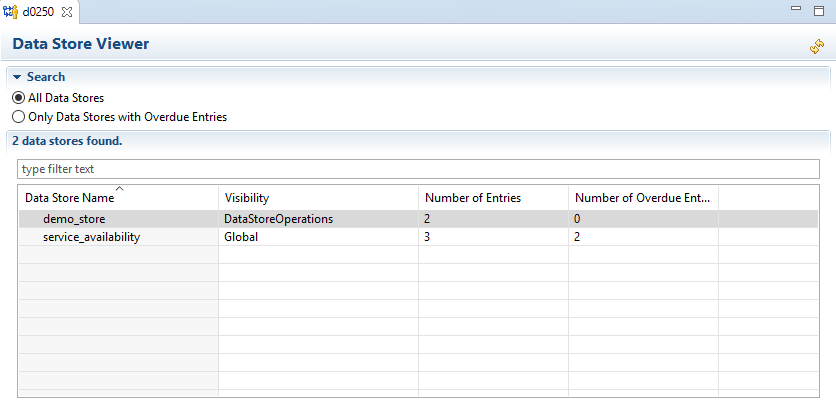 d0250
Data Store Viewer
Search
All Data Stores
Only Data Stores with Overdue Entries
2 data stores found.
type filter text
Data Store Name Visibility Number of Entries Number of Overdue Ent...
demo_store DataStoreOperations 2 0
service_availability Global 3 2